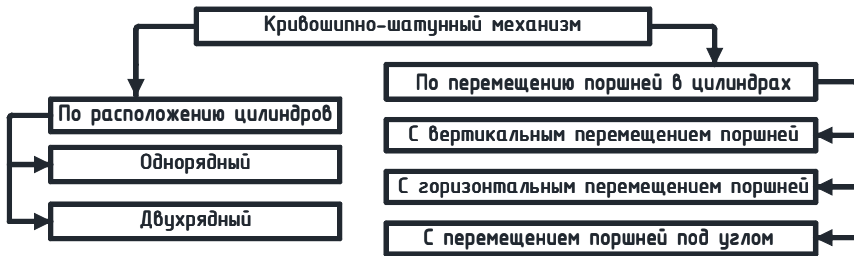 Кривошипно-шатунный механизм
По расположению цилиндров
Однорядный
Двухрядный
По перемещению поршней в цилиндрах
С вертикальным перемещением поршней
С горизонтальным перемещением поршней
С перемещением поршней под углом